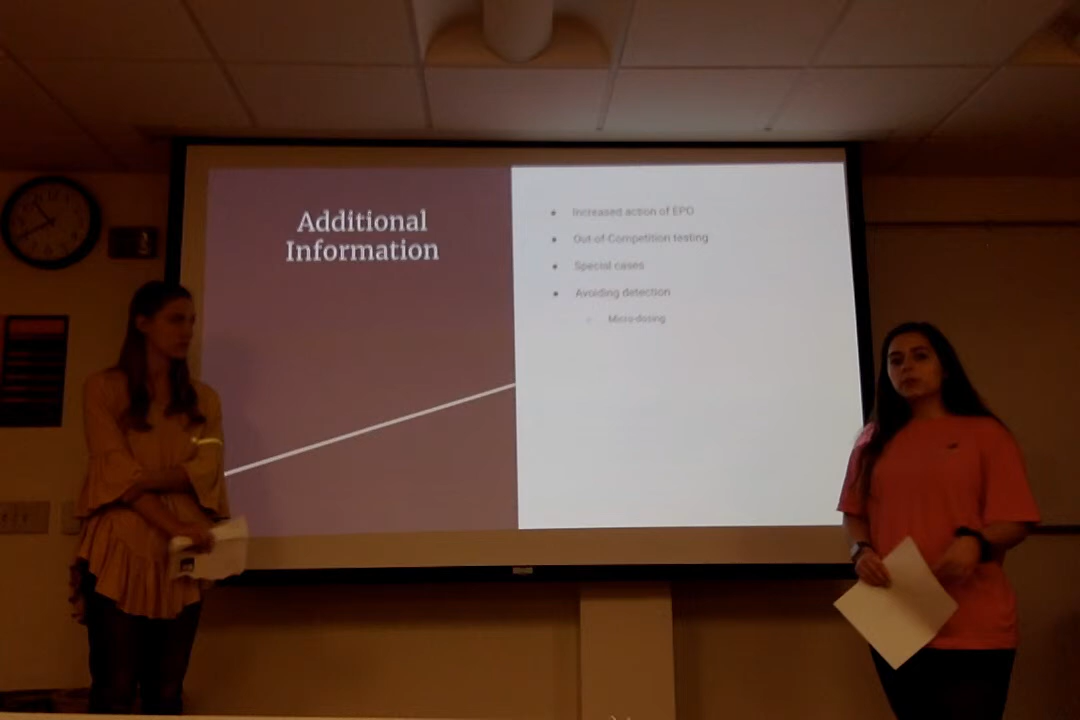 Additional
Information
Increased action of EPO
Out of Competition testing
Special cases
Avoiding detection
Micro-dosing